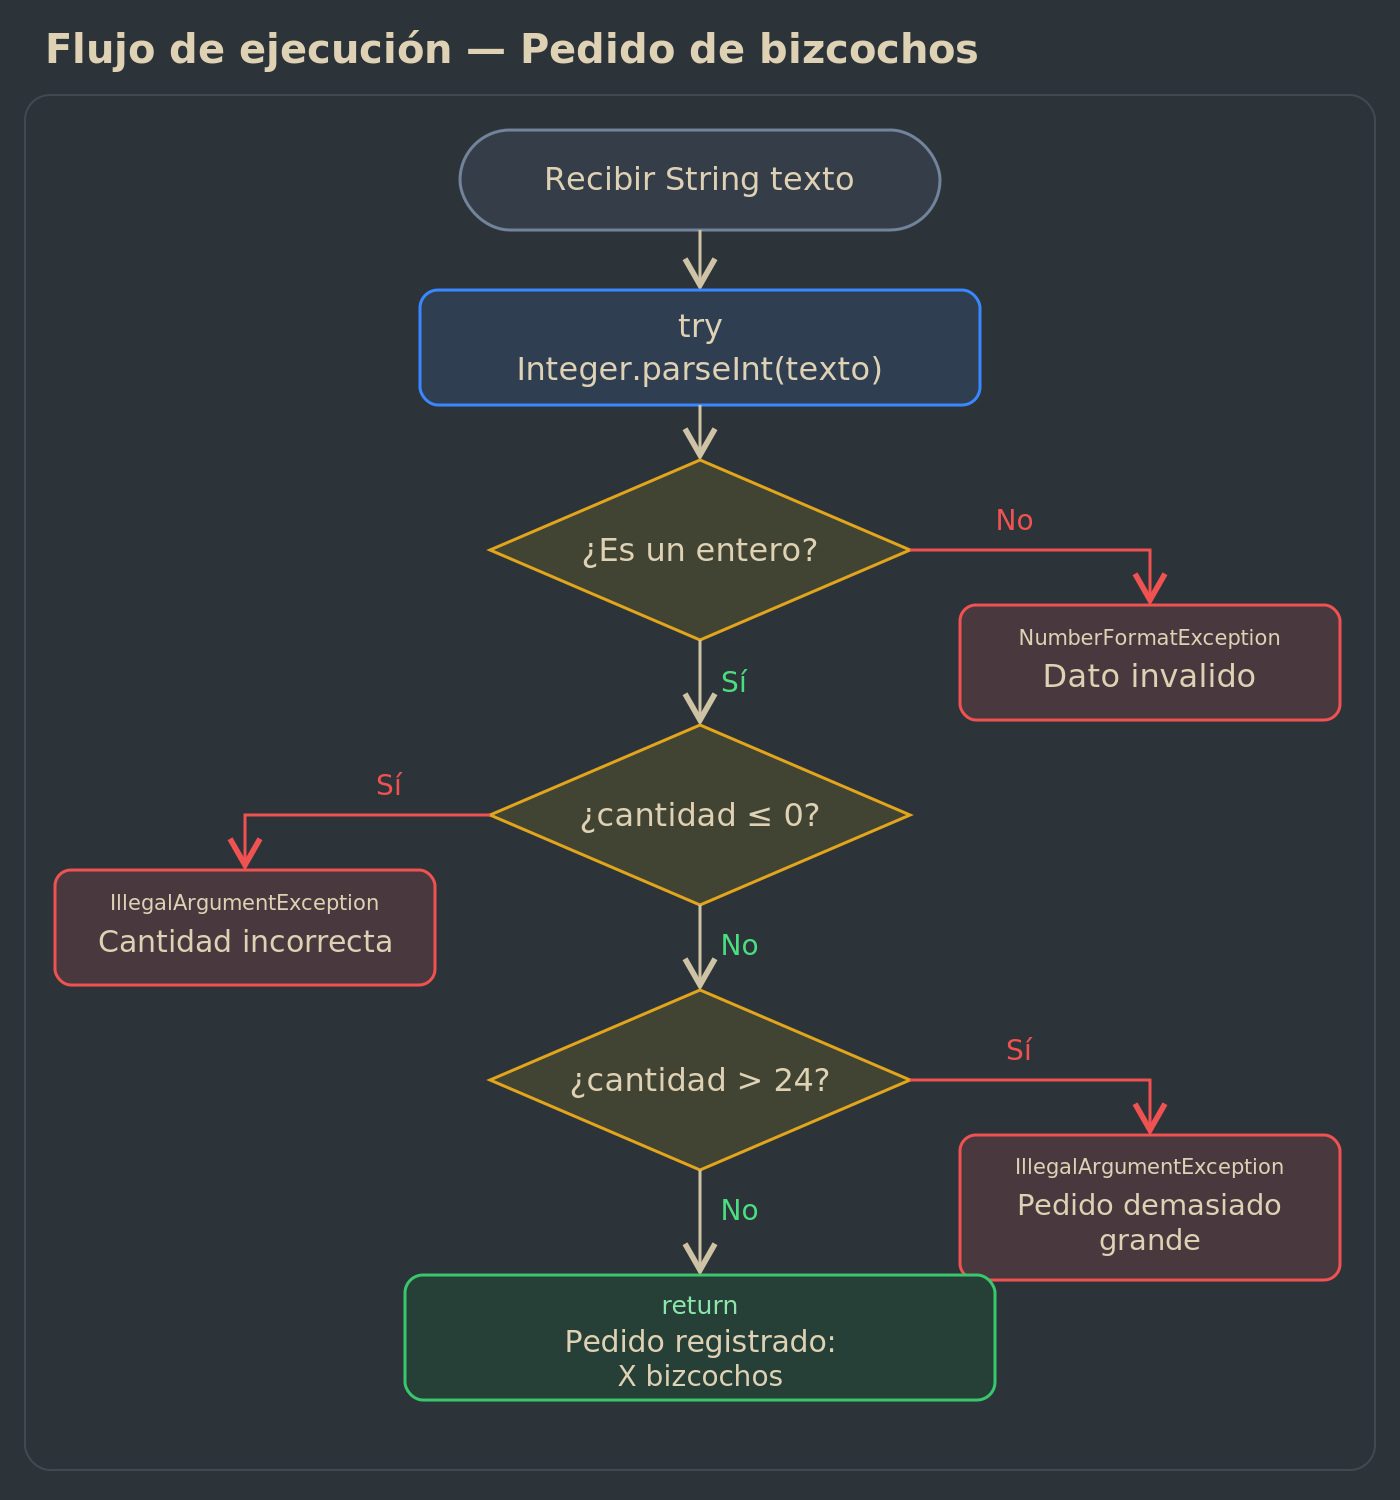 Flujo de ejecución — Pedido de bizcochos
Recibir String texto
try
Integer.parseInt(texto)
¿Es un entero?
No
NumberFormatException
Dato invalido
Sí
¿cantidad ≤ 0?
Sí
IllegalArgumentException
Cantidad incorrecta
No
¿cantidad > 24?
Sí
IllegalArgumentException
Pedido demasiado
grande
No
return
Pedido registrado:
X bizcochos